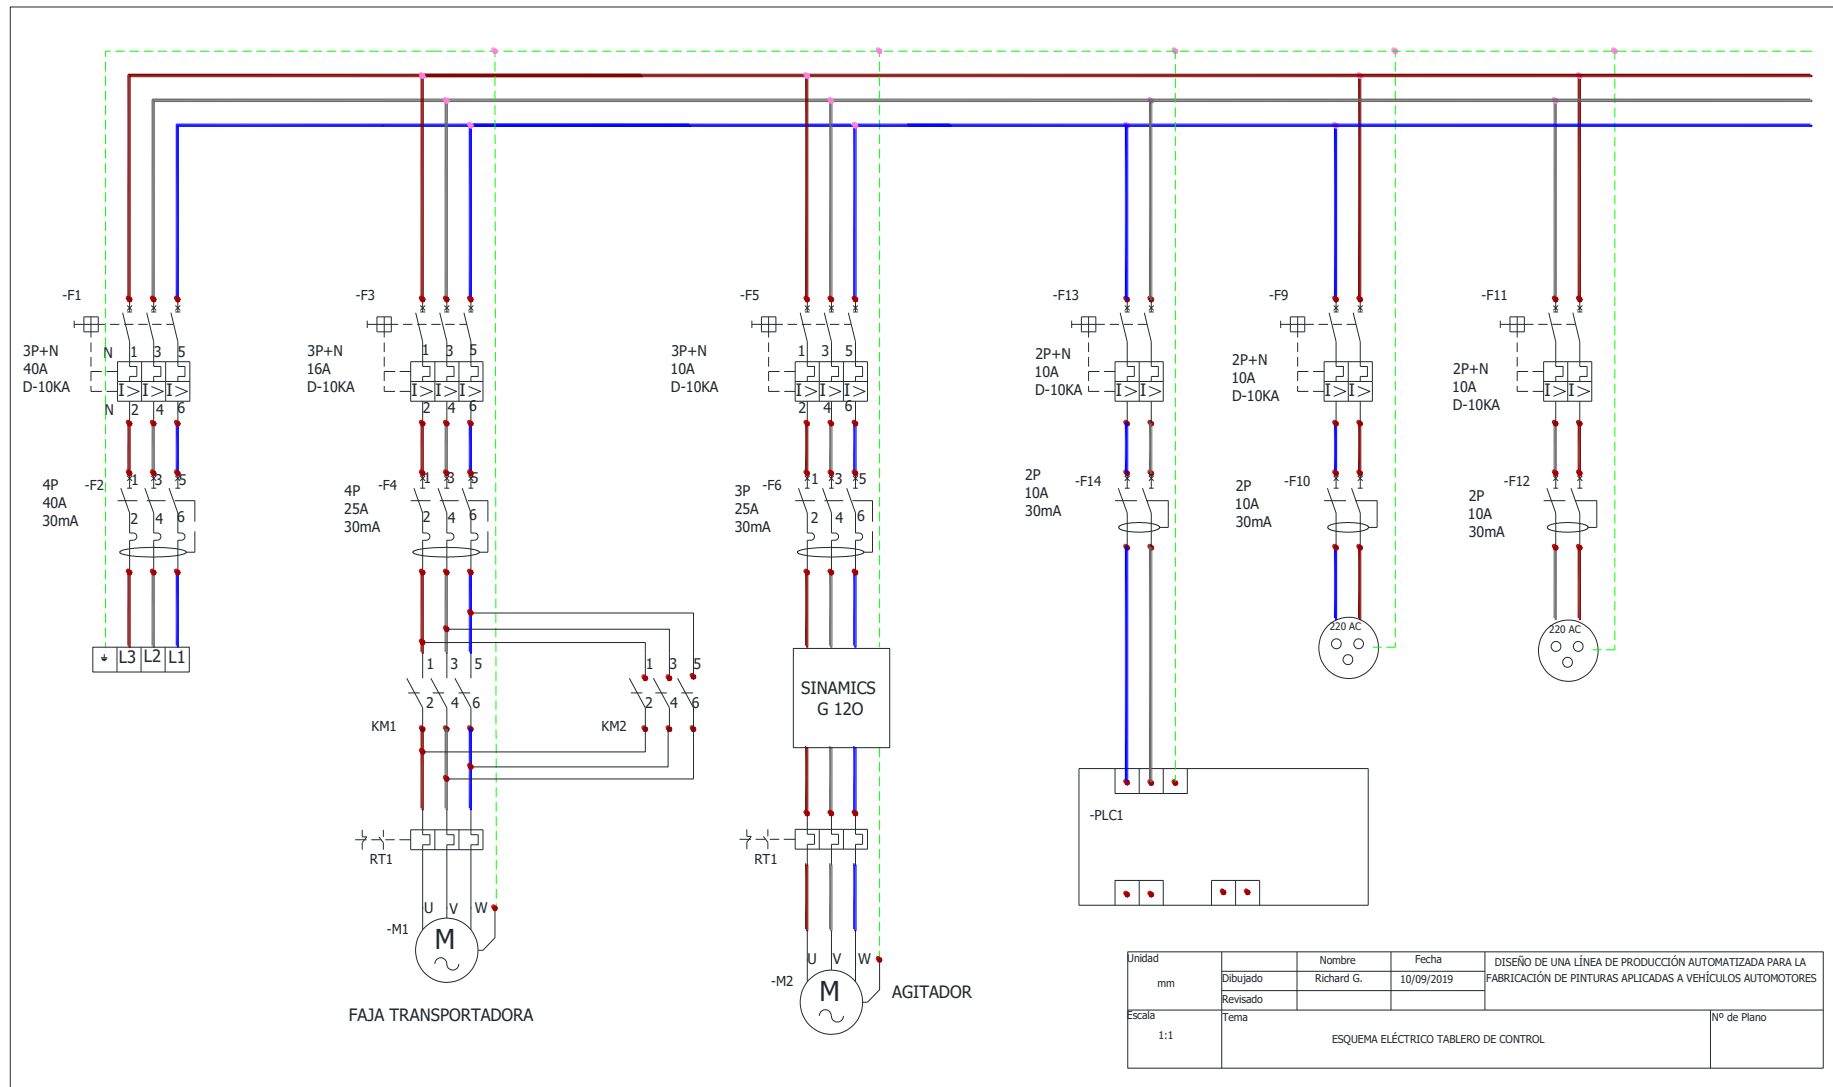 -F1
3P+N
40A
D-10KA
N 1 3 5
I> I> I>
N 2 4 6
4P
40A
30mA
-F2
1 3 5
2 4 6
L3 L2 L1
-F3
3P+N
16A
D-10KA
1 3 5
I> I> I>
2 4 6
4P
25A
30mA
-F4
1 3 5
2 4 6
1 3 5
2 4 6
KM1
1 3 5
2 4 6
KM2
RT1
U V W
-M1
M
FAJA TRANSPORTADORA
-F5
3P+N
10A
D-10KA
1 3 5
I> I> I>
2 4 6
3P
25A
30mA
-F6
1 3 5
2 4 6
SINAMICS
G 12O
RT1
U V W
-M2
M
AGITADOR
-F13
2P+N
10A
D-10KA
I> I>
2P
10A
30mA
-F14
-PLC1
-F9
2P+N
10A
D-10KA
I> I>
2P
10A
30mA
-F10
220 AC
-F11
2P+N
10A
D-10KA
I> I>
2P
10A
30mA
-F12
220 AC
Unidad
mm
Nombre Fecha
Dibujado Richard G. 10/09/2019
Revisado
DISEÑO DE UNA LÍNEA DE PRODUCCIÓN AUTOMATIZADA PARA LA
FABRICACIÓN DE PINTURAS APLICADAS A VEHÍCULOS AUTOMOTORES
Escala
1:1
Tema
ESQUEMA ELÉCTRICO TABLERO DE CONTROL
Nº de Plano